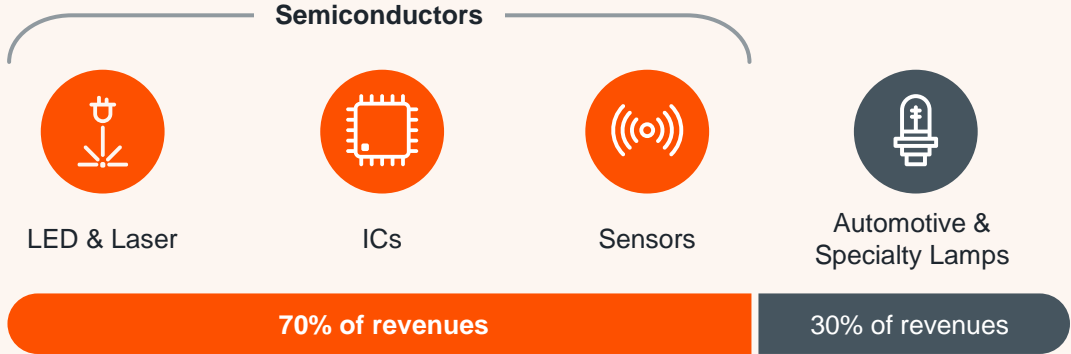 Semiconductors
LED & Laser
ICs
Sensors
Automotive &
Specialty Lamps
70% of revenues
30% of revenues